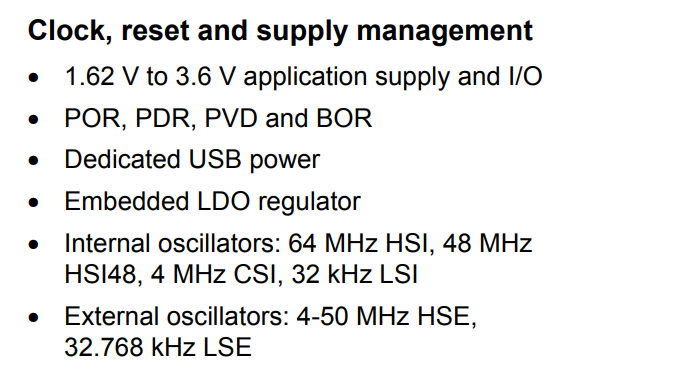 Clock, reset and supply management
• 1.62 V to 3.6 V application supply and I/O
• POR, PDR, PVD and BOR
• Dedicated USB power
• Embedded LDO regulator
• Internal oscillators: 64 MHz HSI, 48 MHz
HSI48, 4 MHz CSI, 32 kHz LSI
• External oscillators: 4-50 MHz HSE,
32.768 kHz LSE